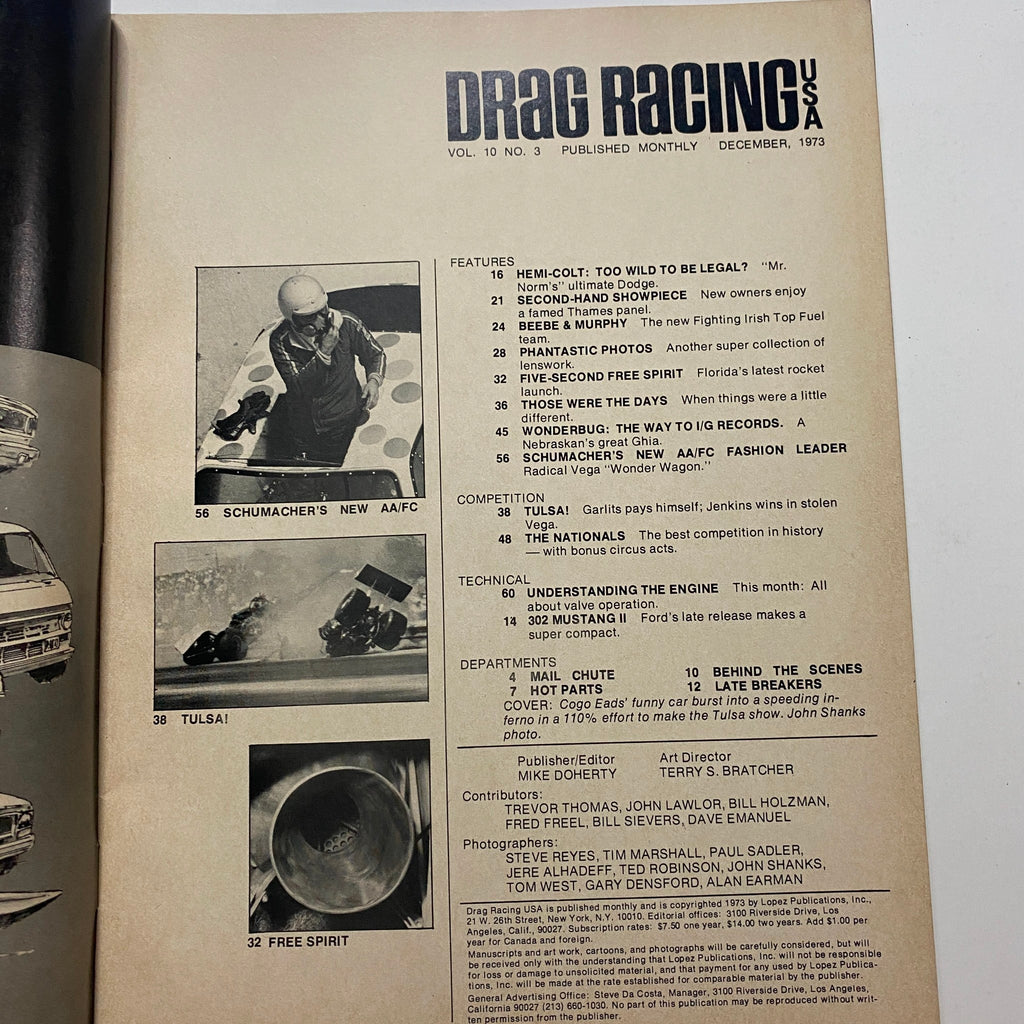 DRAG RACING USA
VOL. 10 NO. 3 PUBLISHED MONTHLY DECEMBER, 1973
56 SCHUMACHER'S NEW AA/FC
38 TULSA!
32 FREE SPIRIT
FEATURES
16 HEMI-COLT: TOO WILD TO BE LEGAL? "Mr.
Norm's" ultimate Dodge.
21 SECOND-HAND SHOWPIECE New owners enjoy
a famed Thames panel.
24 BEEBE & MURPHY The new Fighting Irish Top Fuel
team.
28 PHANTASTIC PHOTOS Another super collection of
lenswork.
32 FIVE-SECOND FREE SPIRIT Florida's latest rocket
launch.
36 THOSE WERE THE DAYS When things were a little
different.
45 WONDERBUG: THE WAY TO I/G RECORDS. A
Nebraskan's great Ghia.
56 SCHUMACHER'S NEW AA/FC FASHION LEADER
Radical Vega "Wonder Wagon."
COMPETITION
38 TULSA! Garlits pays himself; Jenkins wins in stolen
Vega.
48 THE NATIONALS The best competition in history
— with bonus circus acts.
TECHNICAL
60 UNDERSTANDING THE ENGINE This month: All
about valve operation.
14 302 MUSTANG II Ford's late release makes a
super compact.
DEPARTMENTS
4 MAIL CHUTE 10 BEHIND THE SCENES
7 HOT PARTS 12 LATE BREAKERS
COVER: Cogo Eads' funny car burst into a speeding in-
ferno in a 110% effort to make the Tulsa show. John Shanks
photo.
Publisher/Editor Art Director
MIKE DOHERTY TERRY S. BRATCHER
Contributors:
TREVOR THOMAS, JOHN LAWLOR, BILL HOLZMAN,
FRED FREEL, BILL SIEVERS, DAVE EMANUEL
Photographers:
STEVE REYES, TIM MARSHALL, PAUL SADLER,
JERE ALHADEFF, TED ROBINSON, JOHN SHANKS,
TOM WEST, GARY DENSFORD, ALAN EARMAN
Drag Racing USA is published monthly and is copyrighted 1973 by Lopez Publications, Inc.,
21 W. 26th Street, New York, N.Y. 10010. Editorial offices: 3100 Riverside Drive, Los
Angeles, Calif., 90027. Subscription rates: $7.50 one year, $14.00 two years. Add $1.00 per
year for Canada and foreign.
Manuscripts and art work, cartoons, and photographs will be carefully considered, but will
be received only with the understanding that Lopez Publications, Inc. will not be responsible
for loss or damage to unsolicited material, and that payment for any used by Lopez Publica-
tions, Inc. will be made at the rate established for comparable material by the publisher.
General Advertising Office: Steve Da Costa, Manager, 3100 Riverside Drive, Los Angeles,
California 90027 (213) 660-1030. No part of this publication may be reproduced without writ-
ten permission from the publisher.